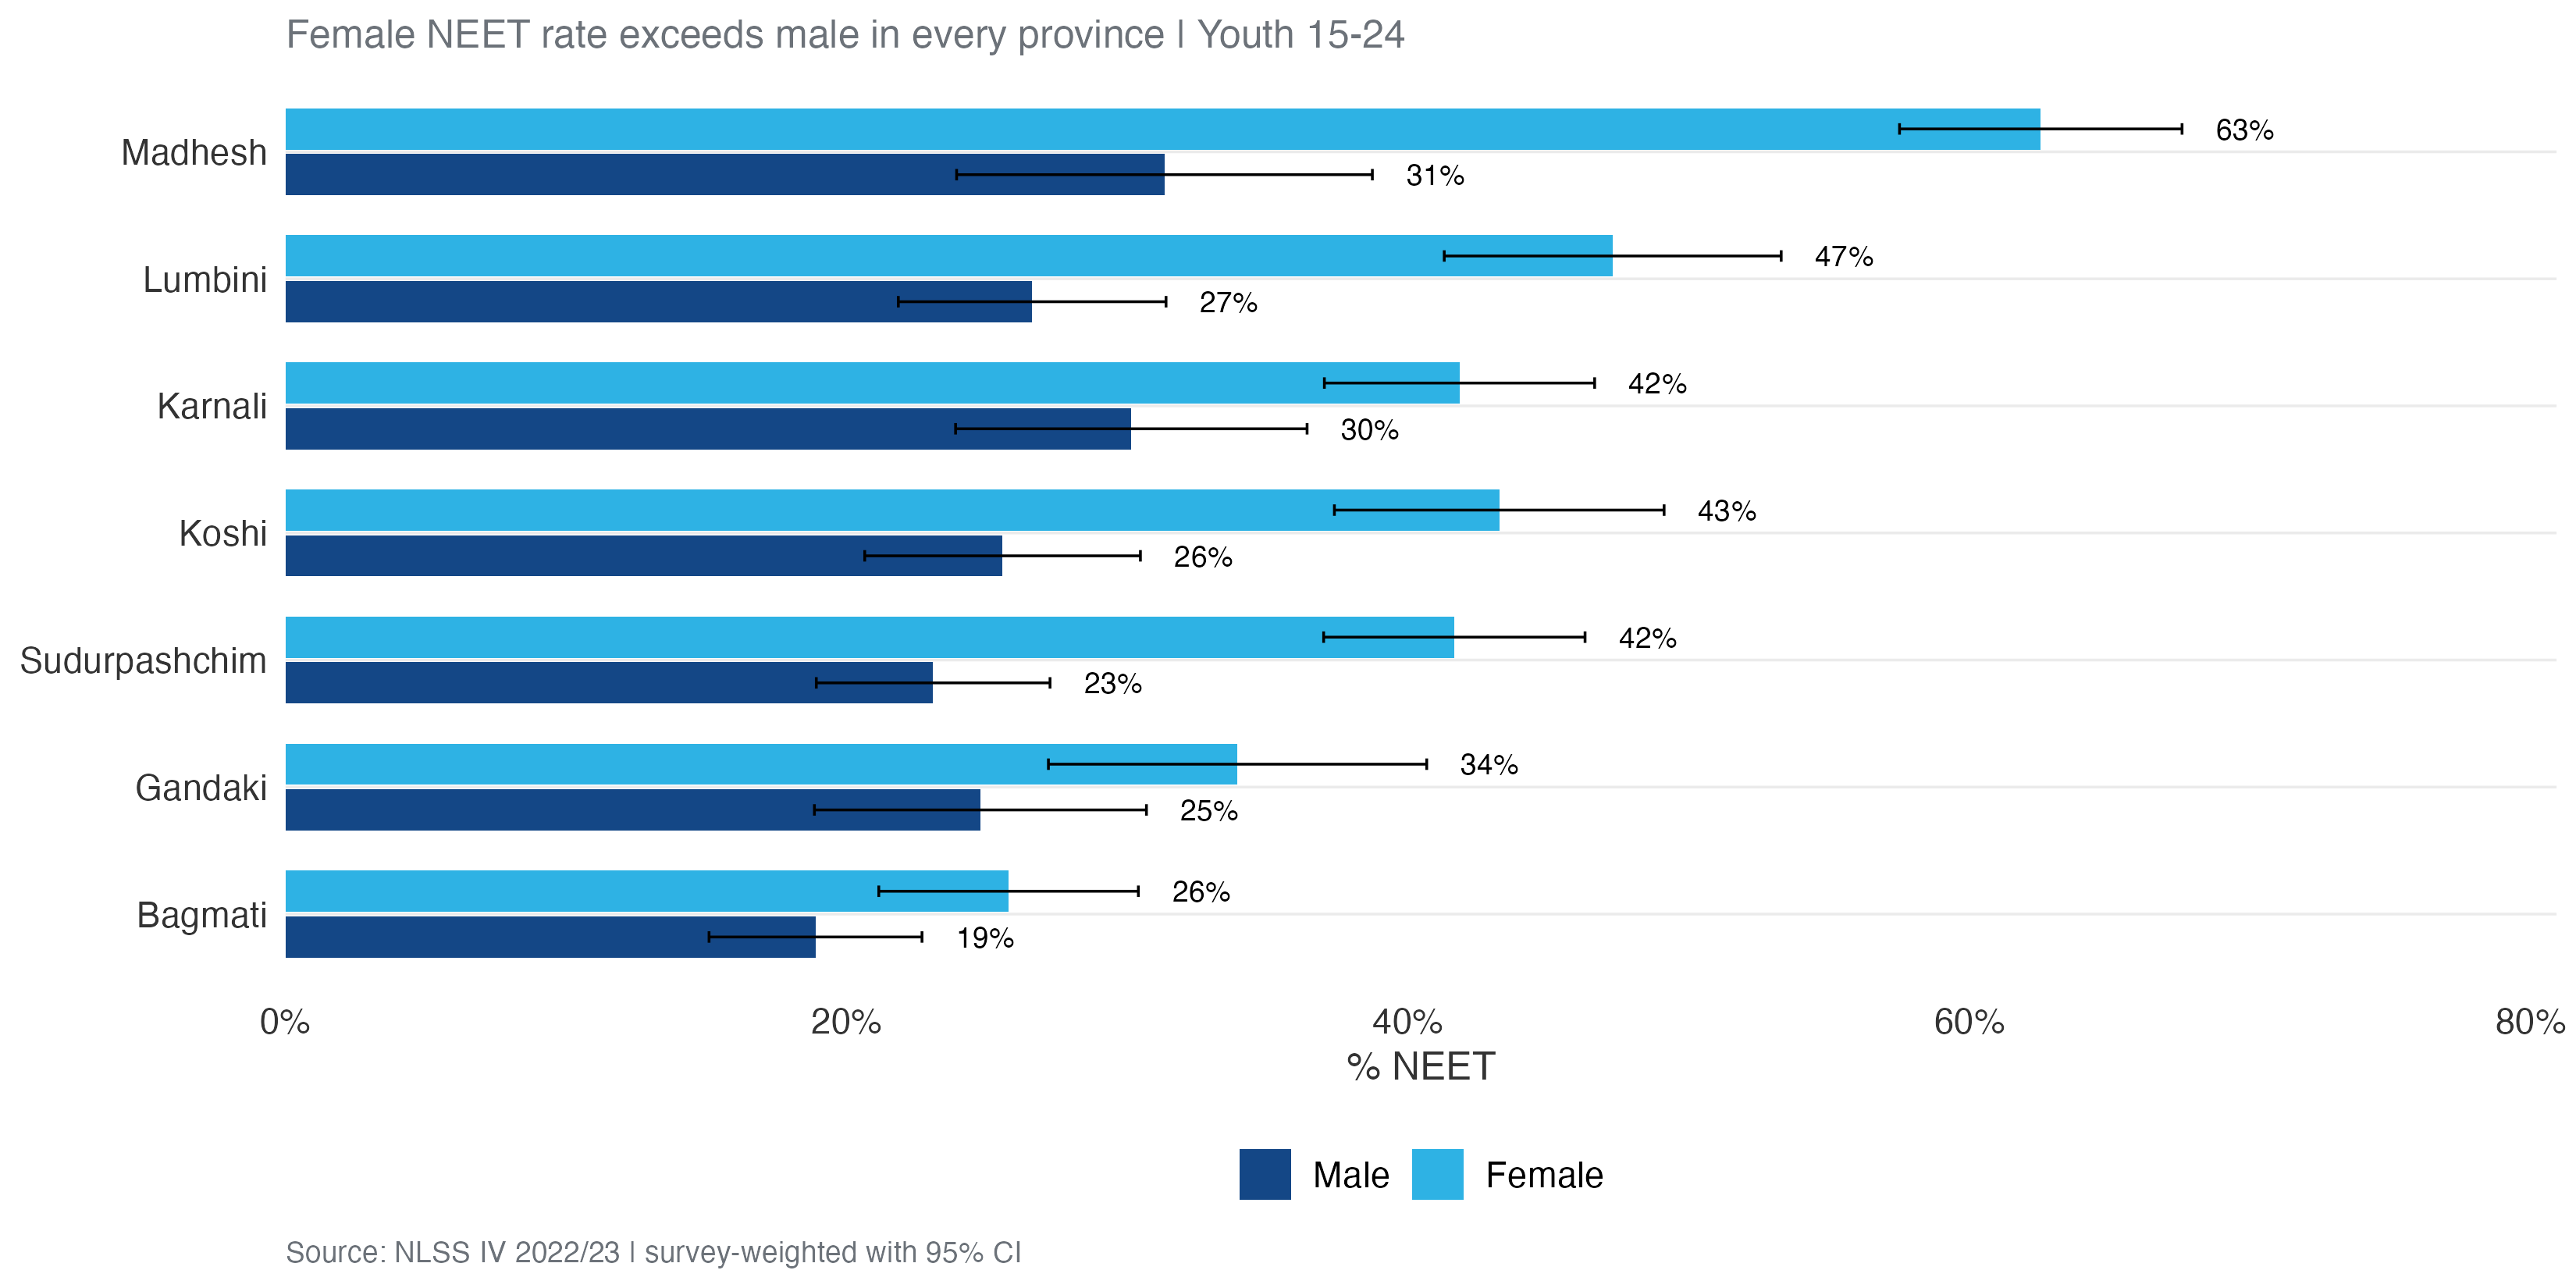 Female NEET rate exceeds male in every province | Youth 15-24
63%
Madhesh
31%
47%
Lumbini
27%
42%
Karnali
30%
43%
Koshi
26%
42%
Sudurpashchim
23%
34%
Gandaki
25%
26%
Bagmati
19%
0% 20% 40% 60% 80%
% NEET
Male Female
Source: NLSS IV 2022/23 | survey-weighted with 95% CI